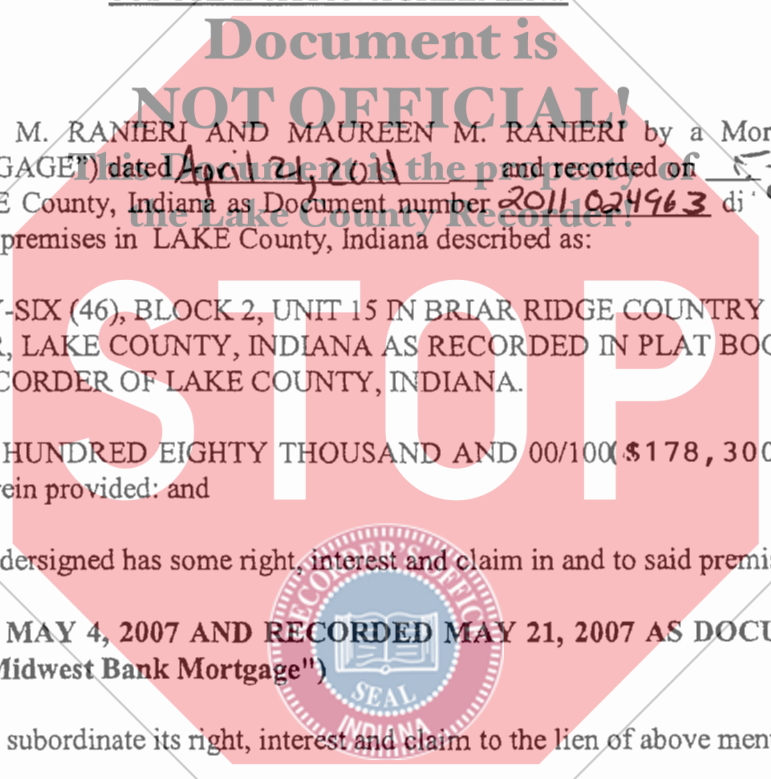 Document is
NOT OFFICIAL!
This Document is the property of
the Lake County Recorder!
M. RANIERI AND MAUREEN M. RANIERI by a Mor
GAGE") dated April 21, 2011 and recorded on
E County, Indiana as Document number 2011 024963 di
premises in LAKE County, Indiana described as:
Y-SIX (46), BLOCK 2, UNIT 15 IN BRIAR RIDGE COUNTRY
R, LAKE COUNTY, INDIANA AS RECORDED IN PLAT BOO
CORDER OF LAKE COUNTY, INDIANA.
HUNDRED EIGHTY THOUSAND AND 00/100( $178,300
rein provided: and
STOP
dersigned has some right, interest and claim in and to said premi
MAY 4, 2007 AND RECORDED MAY 21, 2007 AS DOCU
Midwest Bank Mortgage")
RECORDER'S OFFICE
SEAL
INDIANA
subordinate its right, interest and claim to the lien of above ment